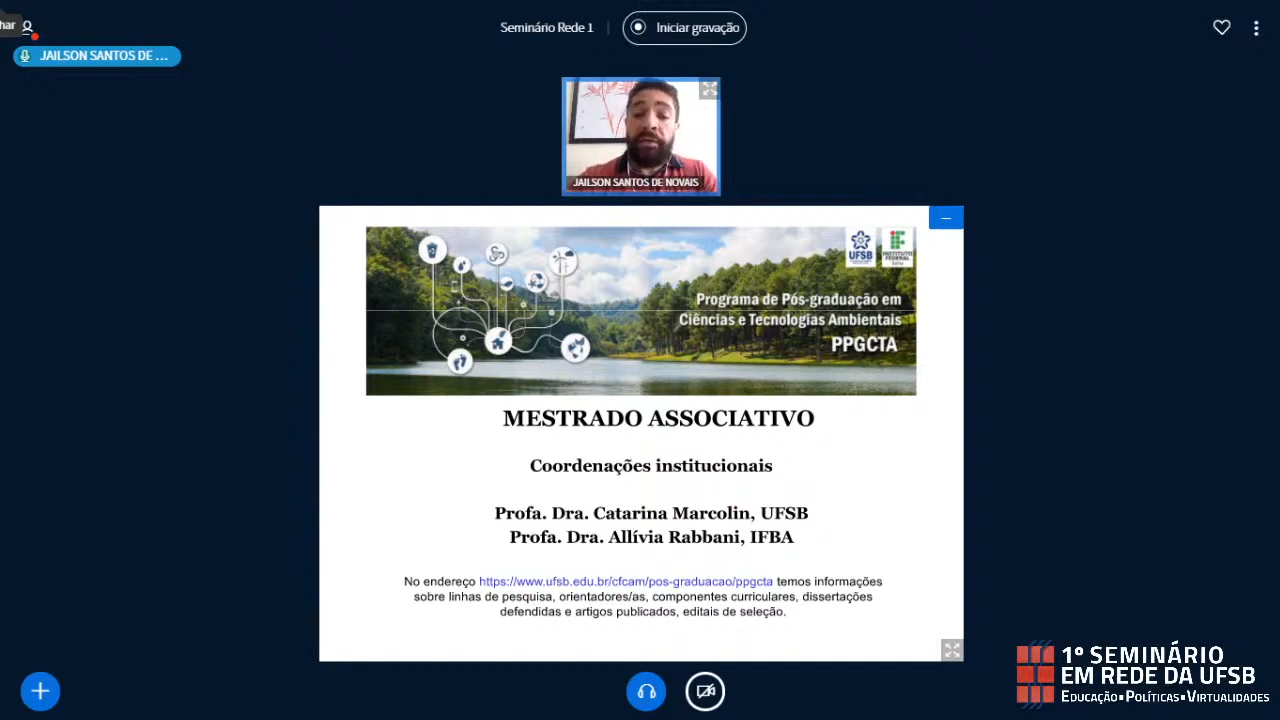 har
Seminário Rede 1
Iniciar gravação
JAILSON SANTOS DE ...
JAILSON SANTOS DE NOVAIS
UFSB
INSTITUTO FEDERAL
Programa de Pós-graduação em
Ciências e Tecnologias Ambientais
PPGCTA
MESTRADO ASSOCIATIVO
Coordenações institucionais
Profa. Dra. Catarina Marcolin, UFSB
Profa. Dra. Allívia Rabbani, IFBA
No endereço https://www.ufsb.edu.br/cfcam/pos-graduacao/ppgcta temos informações
sobre linhas de pesquisa, orientadores/as, componentes curriculares, dissertações
defendidas e artigos publicados, editais de seleção.
1º SEMINÁRIO
EM REDE DA UFSB
EDUCAÇÃO▪POLÍTICAS▪VIRTUALIDADES